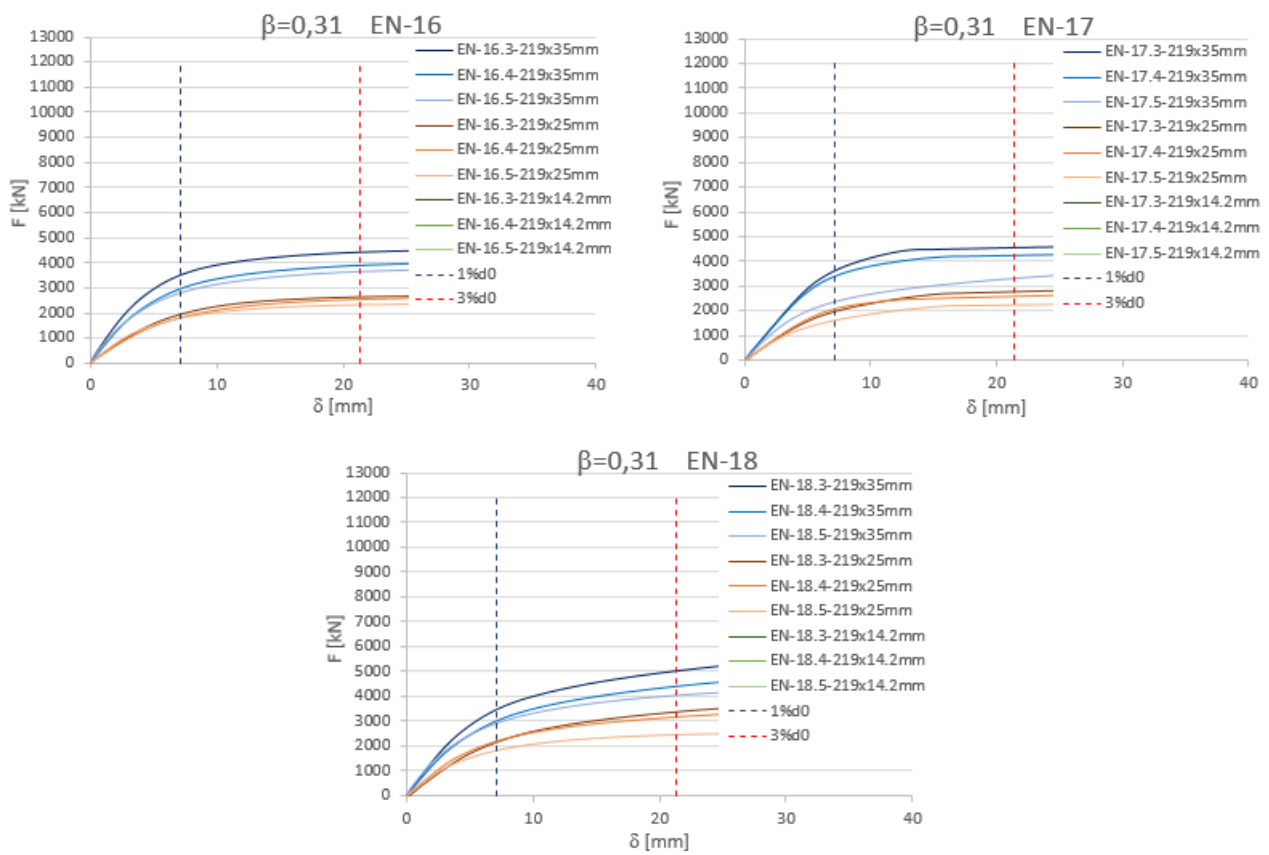 β=0,31 EN-16
13000
12000
11000
10000
9000
8000
7000
6000
5000
4000
3000
2000
1000
0
F [kN]
0 10 20 30 40
δ [mm]
EN-16.3-219x35mm
EN-16.4-219x35mm
EN-16.5-219x35mm
EN-16.3-219x25mm
EN-16.4-219x25mm
EN-16.5-219x25mm
EN-16.3-219x14.2mm
EN-16.4-219x14.2mm
EN-16.5-219x14.2mm
1%d0
3%d0
β=0,31 EN-17
13000
12000
11000
10000
9000
8000
7000
6000
5000
4000
3000
2000
1000
0
F [kN]
0 10 20 30 40
δ [mm]
EN-17.3-219x35mm
EN-17.4-219x35mm
EN-17.5-219x35mm
EN-17.3-219x25mm
EN-17.4-219x25mm
EN-17.5-219x25mm
EN-17.3-219x14.2mm
EN-17.4-219x14.2mm
EN-17.5-219x14.2mm
1%d0
3%d0
β=0,31 EN-18
13000
12000
11000
10000
9000
8000
7000
6000
5000
4000
3000
2000
1000
0
F [kN]
0 10 20 30 40
δ [mm]
EN-18.3-219x35mm
EN-18.4-219x35mm
EN-18.5-219x35mm
EN-18.3-219x25mm
EN-18.4-219x25mm
EN-18.5-219x25mm
EN-18.3-219x14.2mm
EN-18.4-219x14.2mm
EN-18.5-219x14.2mm
1%d0
3%d0